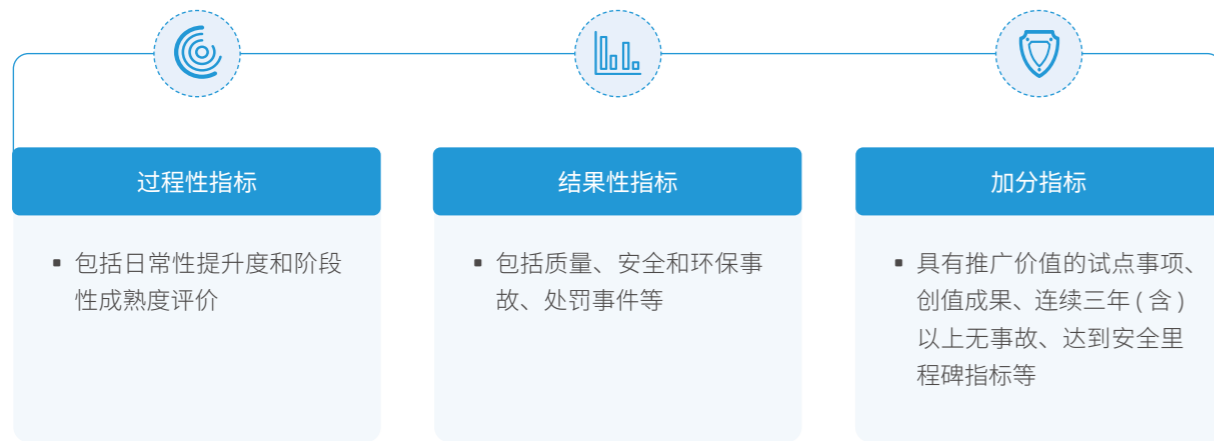 过程性指标
▪ 包括日常性提升度和阶段
性成熟度评价
结果性指标
▪ 包括质量、安全和环保事
故、处罚事件等
加分指标
▪ 具有推广价值的试点事项、
创值成果、连续三年 ( 含 )
以上无事故、达到安全里
程碑指标等